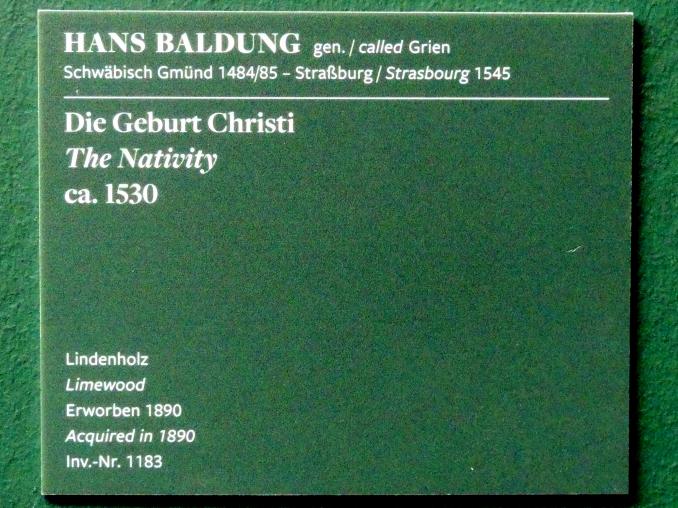 HANS BALDUNG gen. / called Grien
Schwäbisch Gmünd 1484/85 – Straßburg / Strasbourg 1545
Die Geburt Christi
The Nativity
ca. 1530
Lindenholz
Limewood
Erworben 1890
Acquired in 1890
Inv.-Nr. 1183